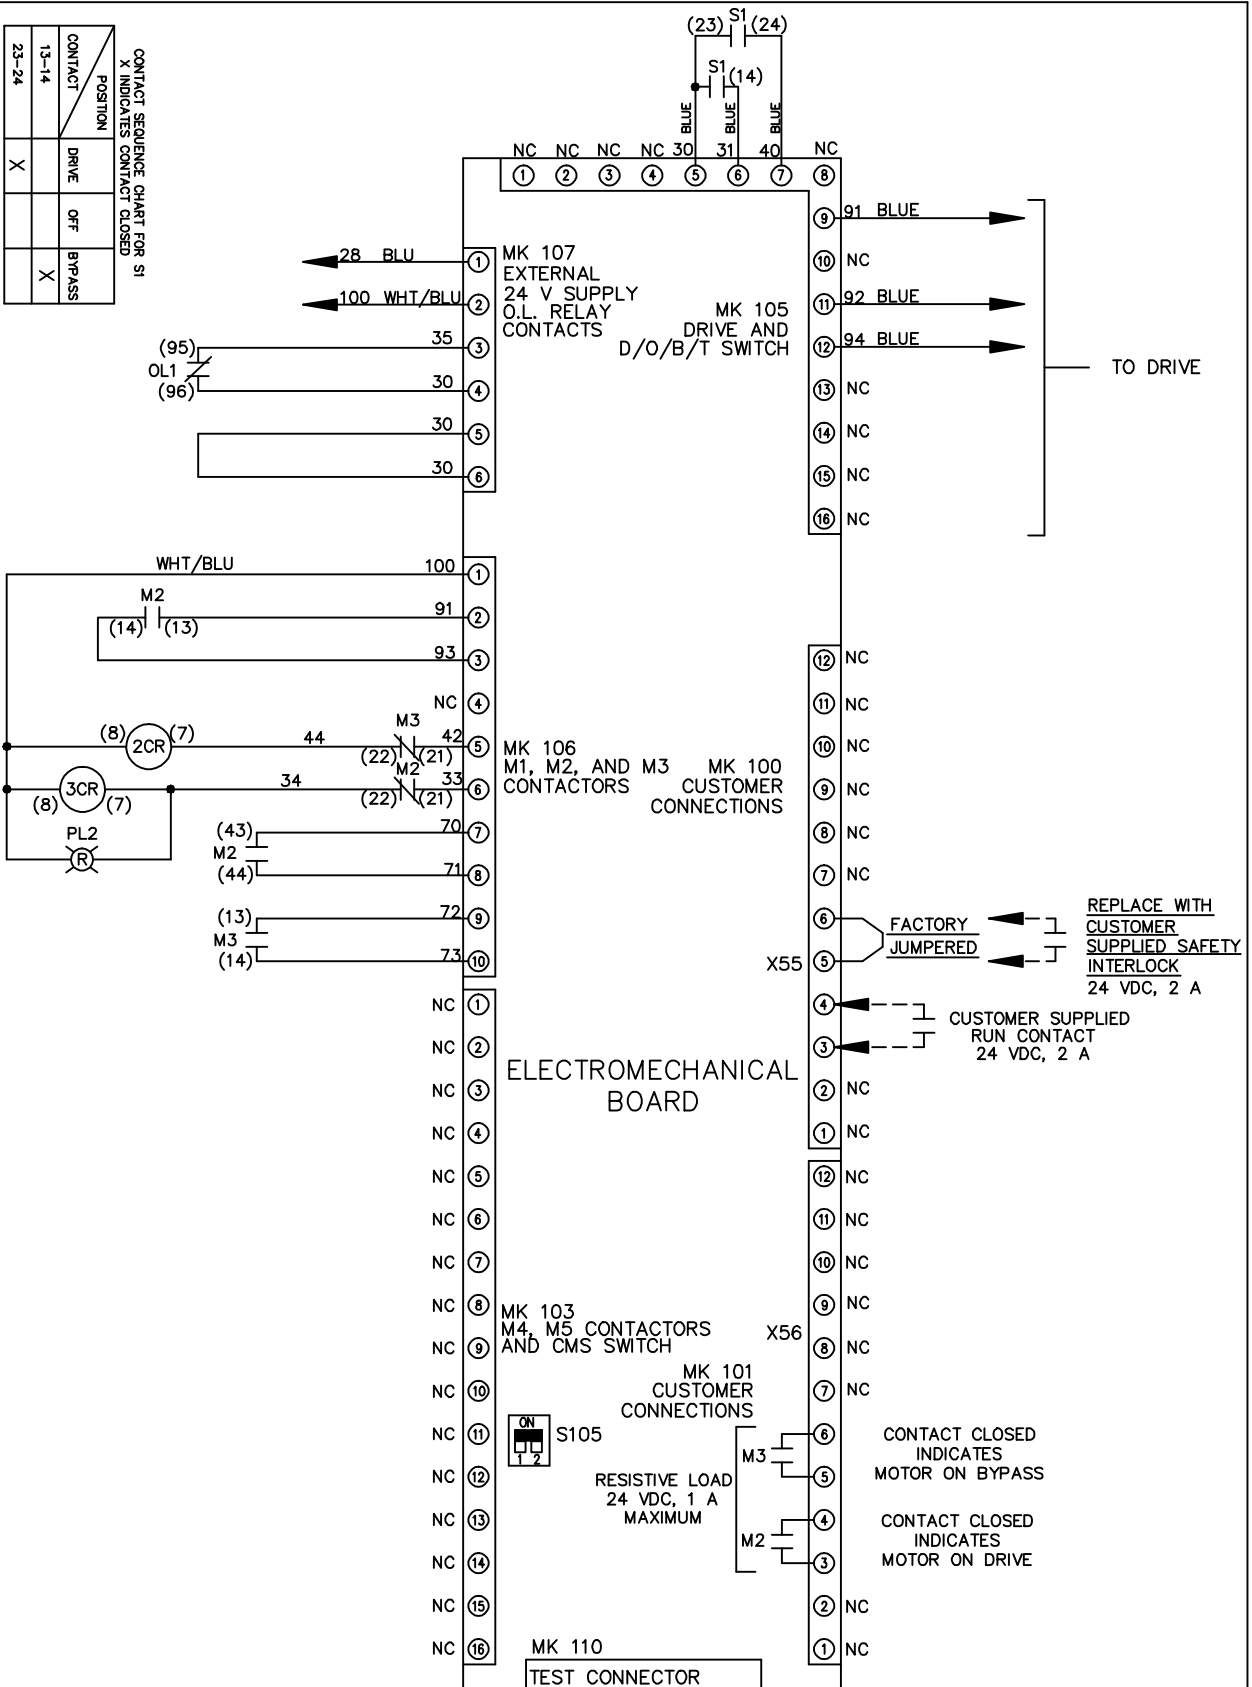 CONTACT SEQUENCE CHART FOR S1
X INDICATES CONTACT CLOSED
POSITION
CONTACT DRIVE OFF BYPASS
13-14 X
23-24 X
(23) S1 (24)
S1 (14)
BLUE BLUE BLUE
NC NC NC NC 30 31 40 NC
1 2 3 4 5 6 7 8
9 91 BLUE
10 NC
11 92 BLUE
12 94 BLUE
13 NC
14 NC
15 NC
16 NC
TO DRIVE
MK 105
DRIVE AND
D/O/B/T SWITCH
28 BLU 1
100 WHT/BLU 2
35 3
30 4
30 5
30 6
(95)
OL1
(96)
MK 107
EXTERNAL
24 V SUPPLY
O.L. RELAY
CONTACTS
WHT/BLU 100 1
M2
(14) (13) 91 2
93 3
NC 4
M3
(8) 2CR (7) 44 (22) (21) 42 5
M2
(8) 3CR (7) 34 (22) (21) 33 6
PL2
R
(43) 70 7
M2
(44) 71 8
(13) 72 9
M3
(14) 73 10
MK 106
M1, M2, AND M3
CONTACTORS
MK 100
CUSTOMER
CONNECTIONS
12 NC
11 NC
10 NC
9 NC
8 NC
7 NC
6
X55 5
4
3
2 NC
1 NC
FACTORY
JUMPERED
REPLACE WITH
CUSTOMER
SUPPLIED SAFETY
INTERLOCK
24 VDC, 2 A
CUSTOMER SUPPLIED
RUN CONTACT
24 VDC, 2 A
ELECTROMECHANICAL
BOARD
NC 1
NC 2
NC 3
NC 4
NC 5
NC 6
NC 7
NC 8
NC 9
NC 10
NC 11
NC 12
NC 13
NC 14
NC 15
NC 16
MK 103
M4, M5 CONTACTORS
AND CMS SWITCH
ON
1 2
S105
12 NC
11 NC
10 NC
9 NC
X56
8 NC
7 NC
6
5
4
3
2 NC
1 NC
MK 101
CUSTOMER
CONNECTIONS
M3
RESISTIVE LOAD
24 VDC, 1 A
MAXIMUM
M2
CONTACT CLOSED
INDICATES
MOTOR ON BYPASS
CONTACT CLOSED
INDICATES
MOTOR ON DRIVE
MK 110
TEST CONNECTOR